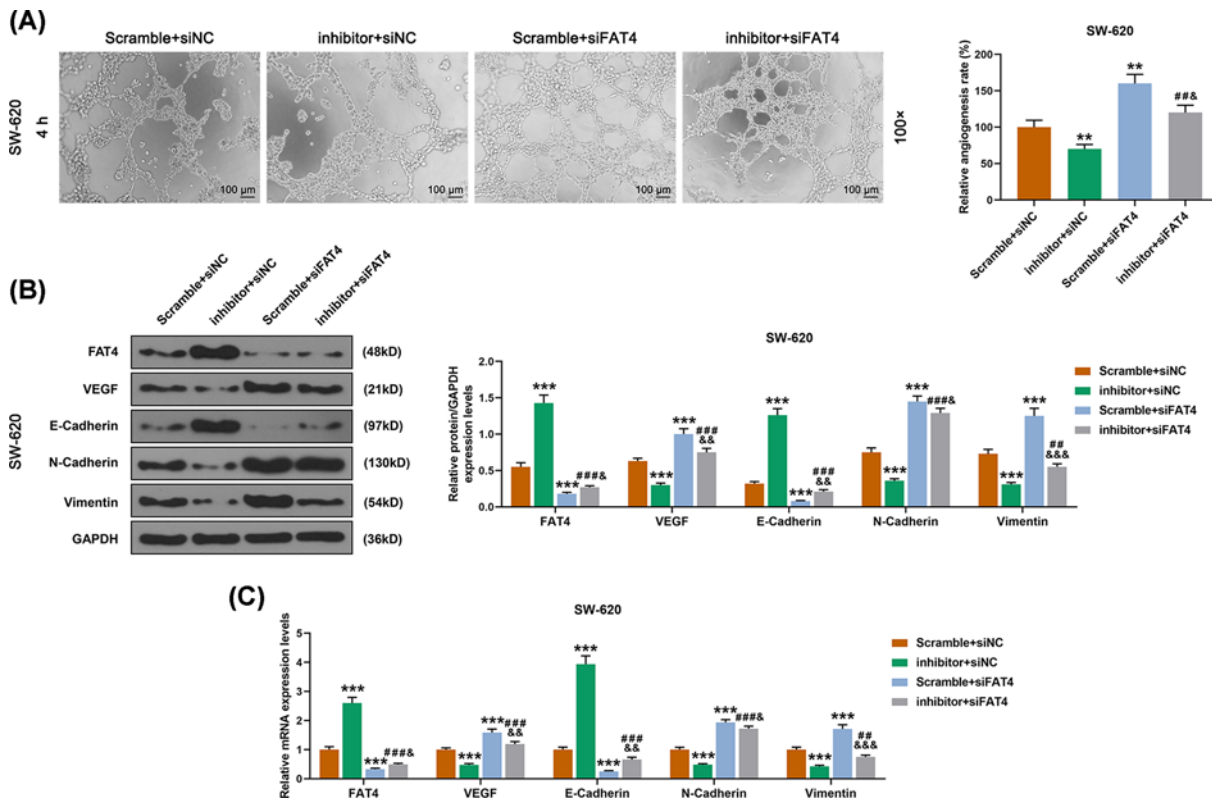 (A)
Scramble+siNC inhibitor+siNC Scramble+siFAT4 inhibitor+siFAT4
SW-620
4 h
100 μm 100 μm 100 μm 100 μm
100×
SW-620
Relative angiogenesis rate (%)
200
150
100
50
0
**
**
**
##&
Scramble+siNC
inhibitor+siNC
Scramble+siFAT4
inhibitor+siFAT4
(B)
Scramble+siNC
inhibitor+siNC
Scramble+siFAT4
inhibitor+siFAT4
SW-620
FAT4 (48kD)
VEGF (21kD)
E-Cadherin (97kD)
N-Cadherin (130kD)
Vimentin (54kD)
GAPDH (36kD)
SW-620
Relative protein/GAPDH
expression levels
2.0
1.5
1.0
0.5
0.0
*** *** ###&
*** *** ###
&&
*** *** ###
&&
*** *** ###&
*** *** ##
&&&
FAT4 VEGF E-Cadherin N-Cadherin Vimentin
Scramble+siNC
inhibitor+siNC
Scramble+siFAT4
inhibitor+siFAT4
(C)
SW-620
Relative mRNA expression levels
5
4
3
2
1
0
*** *** ###&
*** *** ###
&&
*** *** ###
&&
*** *** ###&
*** *** ##
&&&
FAT4 VEGF E-Cadherin N-Cadherin Vimentin
Scramble+siNC
inhibitor+siNC
Scramble+siFAT4
inhibitor+siFAT4